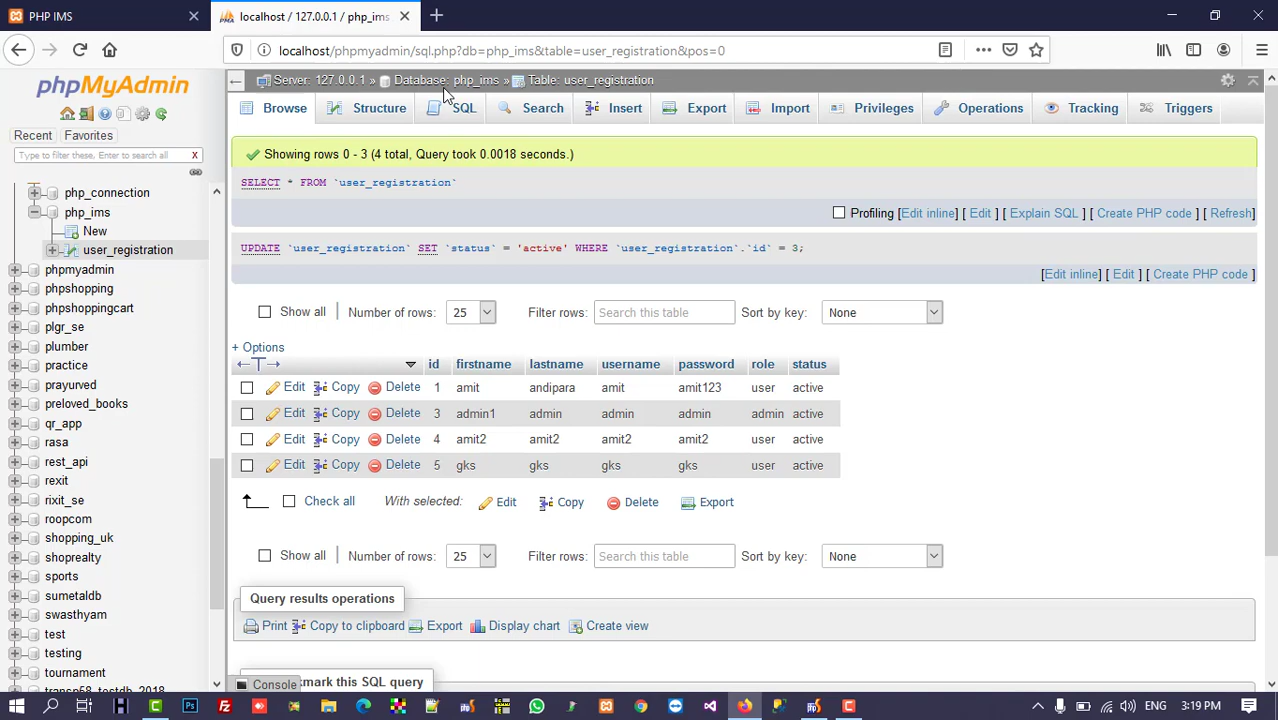 PHP IMS
localhost / 127.0.0.1 / php_ims
localhost/phpmyadmin/sql.php?db=php_ims&table=user_registration&pos=0
phpMyAdmin
Server: 127.0.0.1 » Database: php_ims » Table: user_registration
Browse Structure SQL Search Insert Export Import Privileges Operations Tracking Triggers
Recent Favorites
Type to filter these, Enter to search all X
php_connection
php_ims
New
user_registration
phpmyadmin
phpshopping
phpshoppingcart
plgr_se
plumber
practice
prayurved
preloved_books
qr_app
rasa
rest_api
rexit
rixit_se
roopcom
shopping_uk
shoprealty
sports
sumetaldb
swasthyam
test
testing
tournament
transp58_testdb_2018
Showing rows 0 - 3 (4 total, Query took 0.0018 seconds.)
SELECT * FROM `user_registration`
Profiling [Edit inline] [ Edit ] [ Explain SQL ] [ Create PHP code ] [ Refresh]
UPDATE `user_registration` SET `status` = 'active' WHERE `user_registration`.`id` = 3;
[Edit inline] [ Edit ] [ Create PHP code ]
Show all Number of rows: 25 Filter rows: Search this table Sort by key: None
+ Options
id firstname lastname username password role status
Edit Copy Delete 1 amit andipara amit amit123 user active
Edit Copy Delete 3 admin1 admin admin admin admin active
Edit Copy Delete 4 amit2 amit2 amit2 amit2 user active
Edit Copy Delete 5 gks gks gks gks user active
Check all With selected: Edit Copy Delete Export
Show all Number of rows: 25 Filter rows: Search this table Sort by key: None
Query results operations
Print Copy to clipboard Export Display chart Create view
Console
mark this SQL query
ENG 3:19 PM